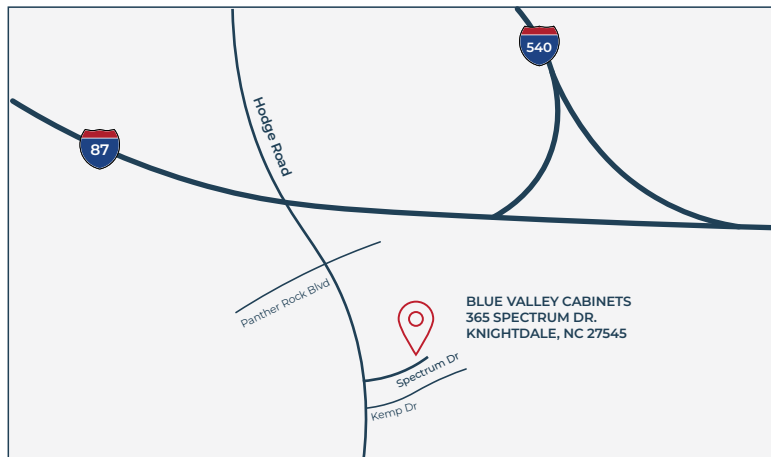 540
87
Hodge Road
Panther Rock Blvd
BLUE VALLEY CABINETS
365 SPECTRUM DR.
KNIGHTDALE, NC 27545
Spectrum Dr
Kemp Dr